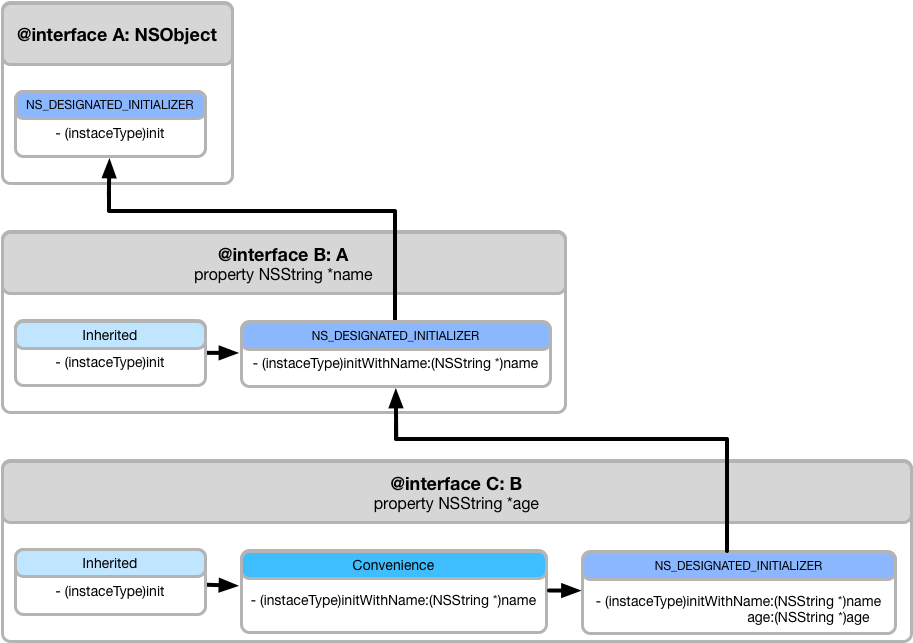 @interface A: NSObject
NS_DESIGNATED_INITIALIZER
- (instaceType)init
@interface B: A
property NSString *name
Inherited
- (instaceType)init
NS_DESIGNATED_INITIALIZER
- (instaceType)initWithName:(NSString *)name
@interface C: B
property NSString *age
Inherited
- (instaceType)init
Convenience
- (instaceType)initWithName:(NSString *)name
NS_DESIGNATED_INITIALIZER
- (instaceType)initWithName:(NSString *)name
age:(NSString *)age